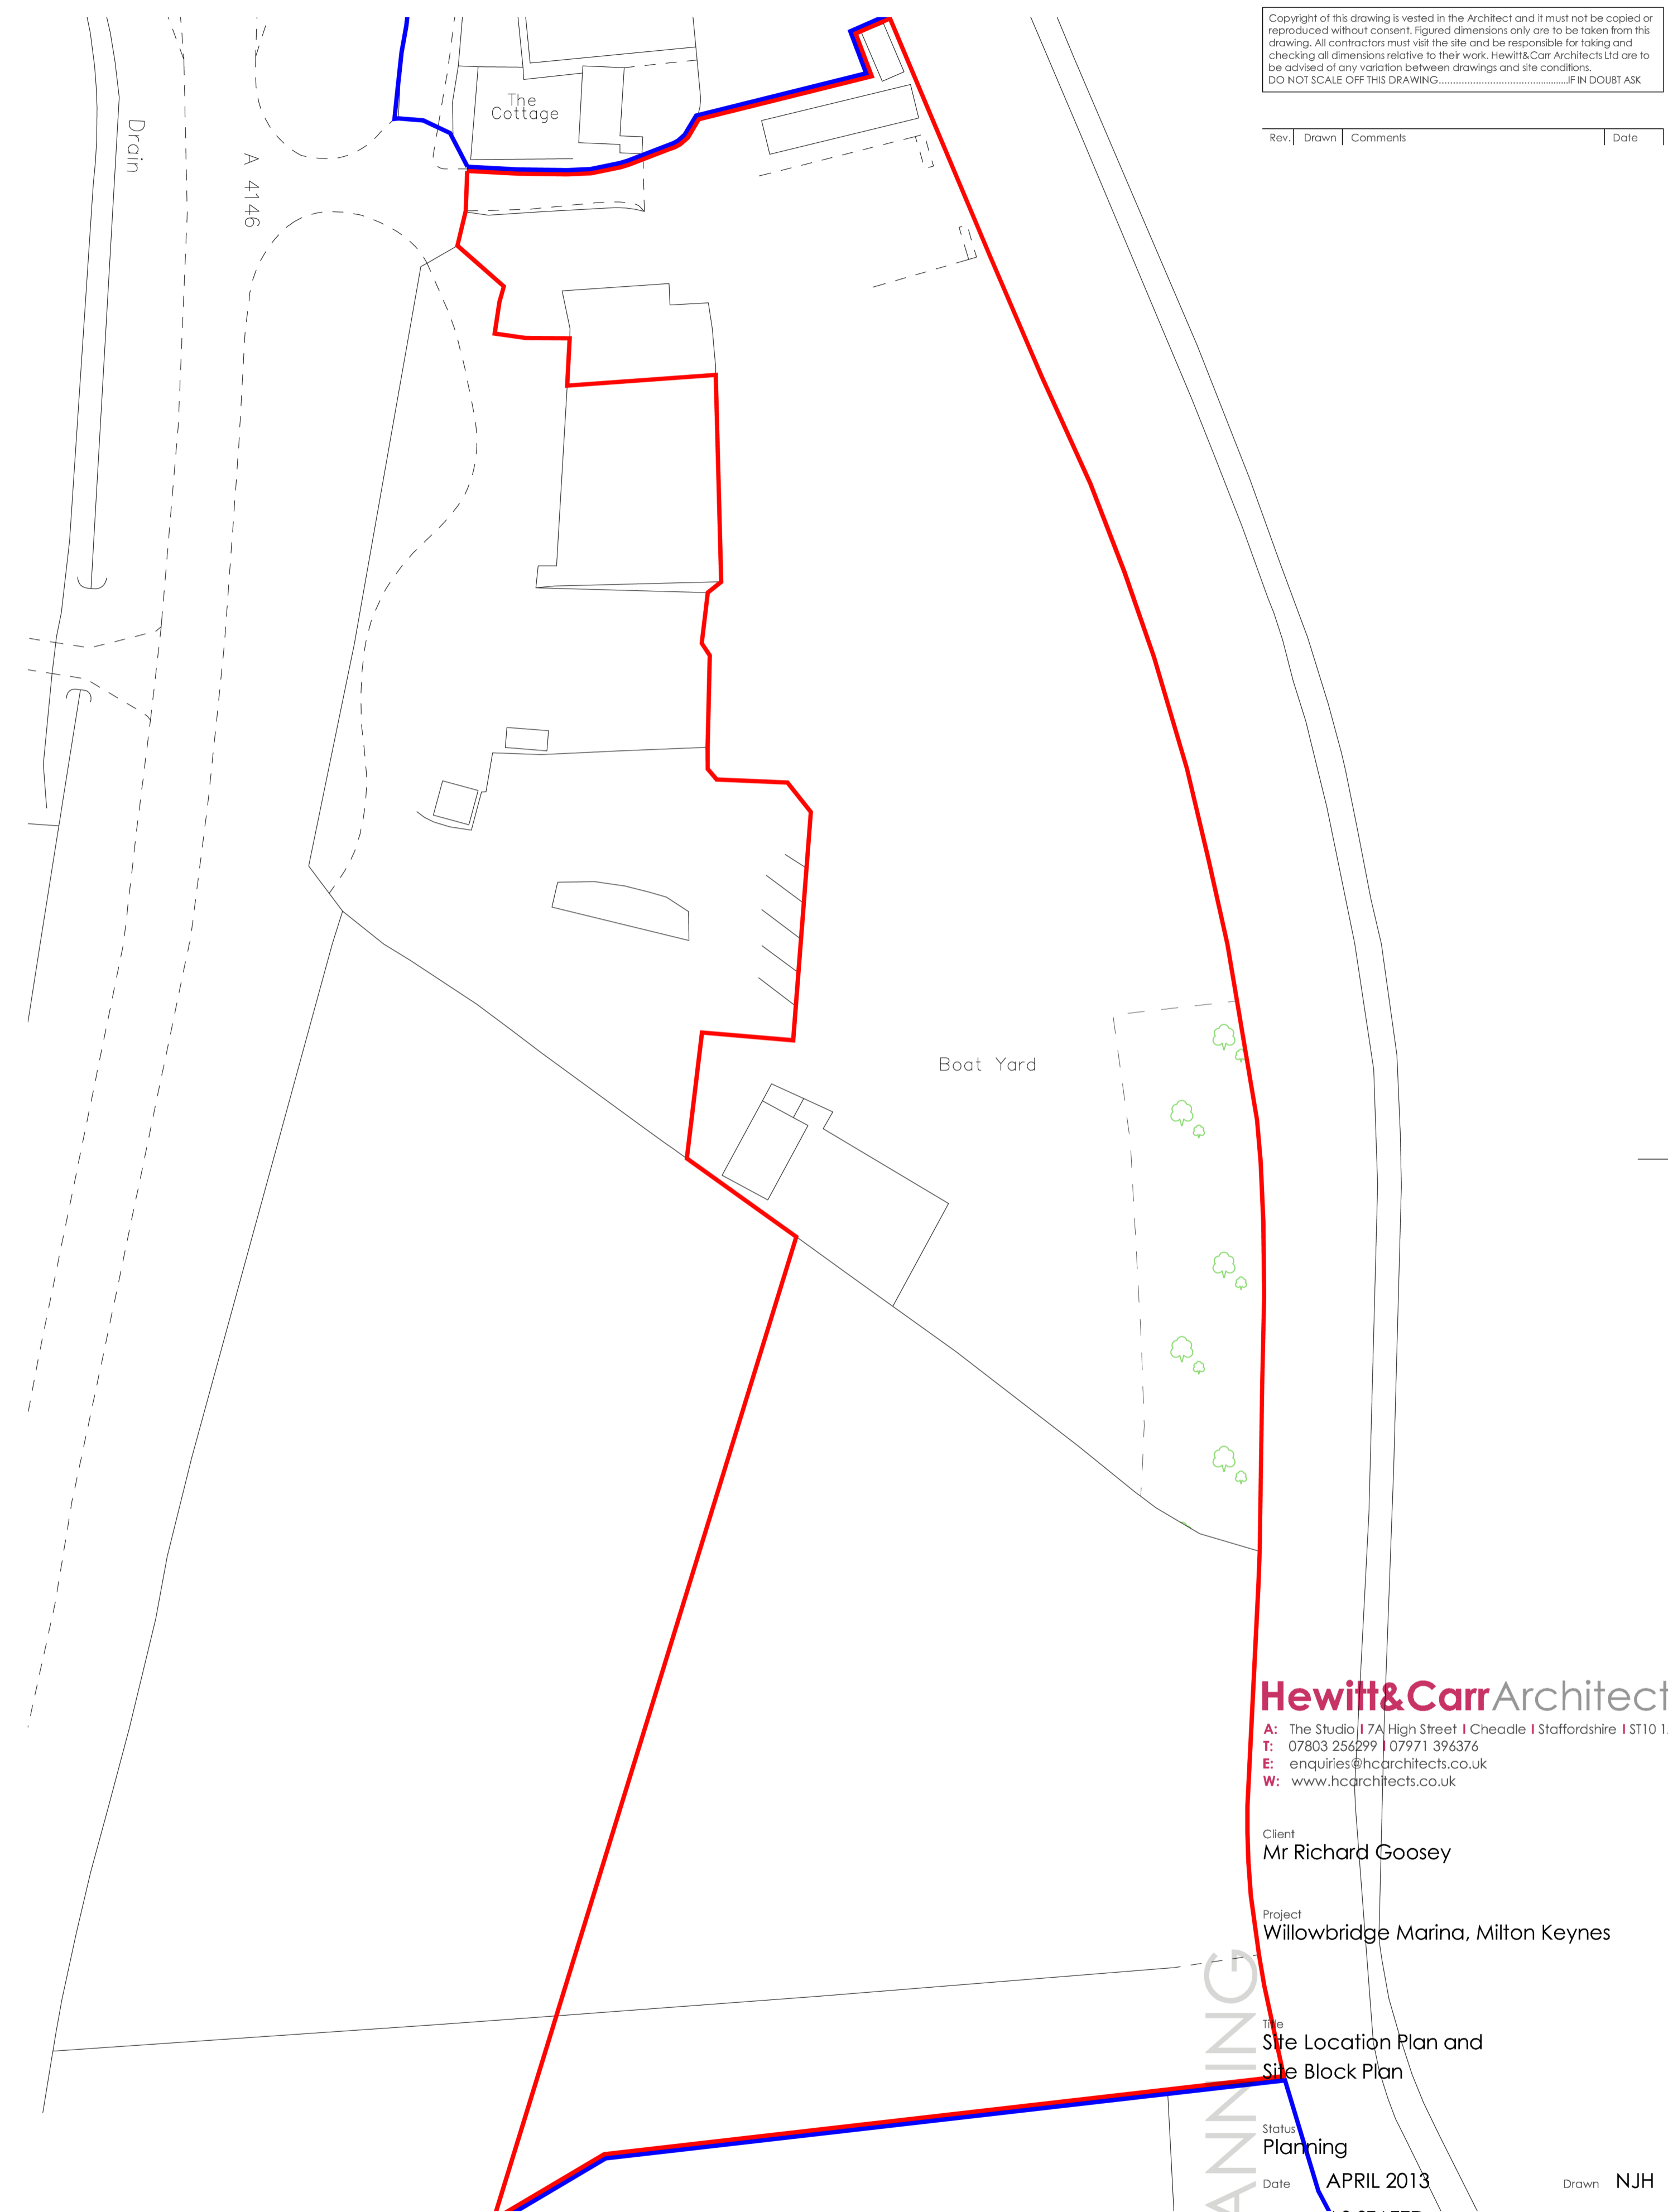 Copyright of this drawing is vested in the Architect and it must not be copied or
reproduced without consent. Figured dimensions only are to be taken from this
drawing. All contractors must visit the site and be responsible for taking and
checking all dimensions relative to their work. Hewitt&Carr Architects Ltd are to
be advised of any variation between drawings and site conditions.
DO NOT SCALE OFF THIS DRAWING......................................................IF IN DOUBT ASK
Rev. Drawn Comments Date
The
Cottage
Drain
A 4146
Boat Yard
Hewitt&CarrArchitect
A: The Studio I 7A High Street I Cheadle I Staffordshire I ST10 1
T: 07803 256299 I 07971 396376
E: enquiries@hcarchitects.co.uk
W: www.hcarchitects.co.uk
Client
Mr Richard Goosey
Project
Willowbridge Marina, Milton Keynes
Title
Site Location Plan and
Site Block Plan
Status
Planning
Date APRIL 2013 Drawn NJH
ANNING